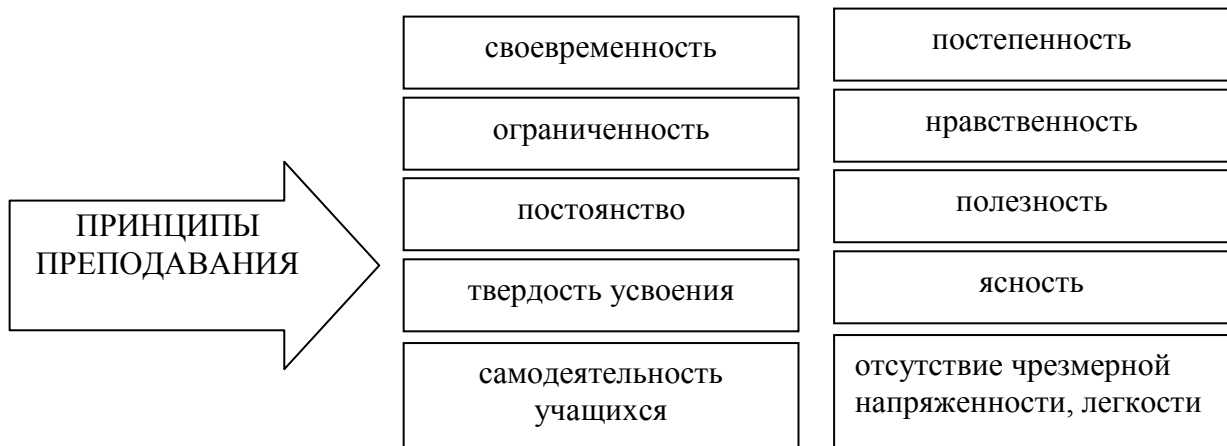 ПРИНЦИПЫ
ПРЕПОДАВАНИЯ
своевременность
ограниченность
постоянство
твердость усвоения
самодеятельность
учащихся
постепенность
нравственность
полезность
ясность
отсутствие чрезмерной
напряженности, легкости